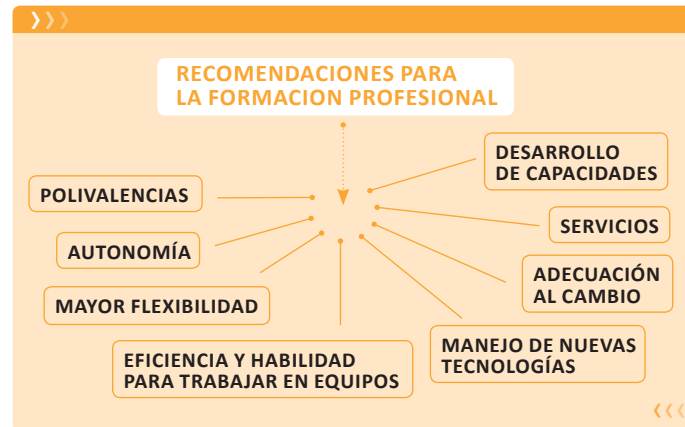 RECOMENDACIONES PARA
LA FORMACION PROFESIONAL
DESARROLLO
DE CAPACIDADES
POLIVALENCIAS
SERVICIOS
AUTONOMÍA
ADECUACIÓN
AL CAMBIO
MAYOR FLEXIBILIDAD
MANEJO DE NUEVAS
TECNOLOGÍAS
EFICIENCIA Y HABILIDAD
PARA TRABAJAR EN EQUIPOS